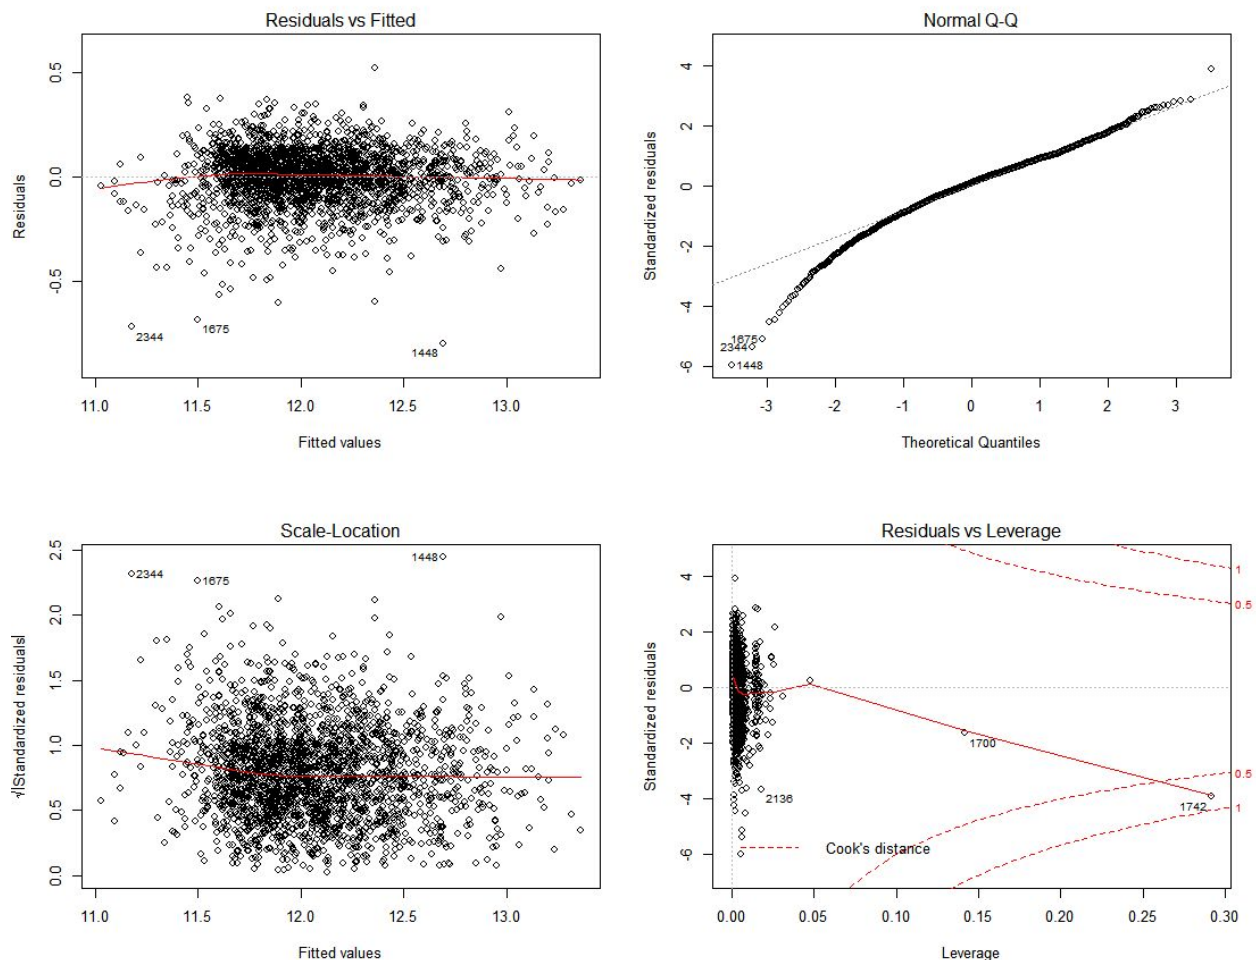 Residuals vs Fitted
Residuals
0.5
0.0
-0.5
2344
1675
1448
11.0 11.5 12.0 12.5 13.0
Fitted values
Normal Q-Q
Standardized residuals
4
2
0
-2
-4
-6
1675
2344
1448
-3 -2 -1 0 1 2 3
Theoretical Quantiles
Scale-Location
√|Standardized residuals|
2.5
2.0
1.5
1.0
0.5
0.0
2344
1675
1448
11.0 11.5 12.0 12.5 13.0
Fitted values
Residuals vs Leverage
Standardized residuals
4
2
0
-2
-4
-6
1
0.5
0.5
1
1700
2136
1742
Cook's distance
0.00 0.05 0.10 0.15 0.20 0.25 0.30
Leverage